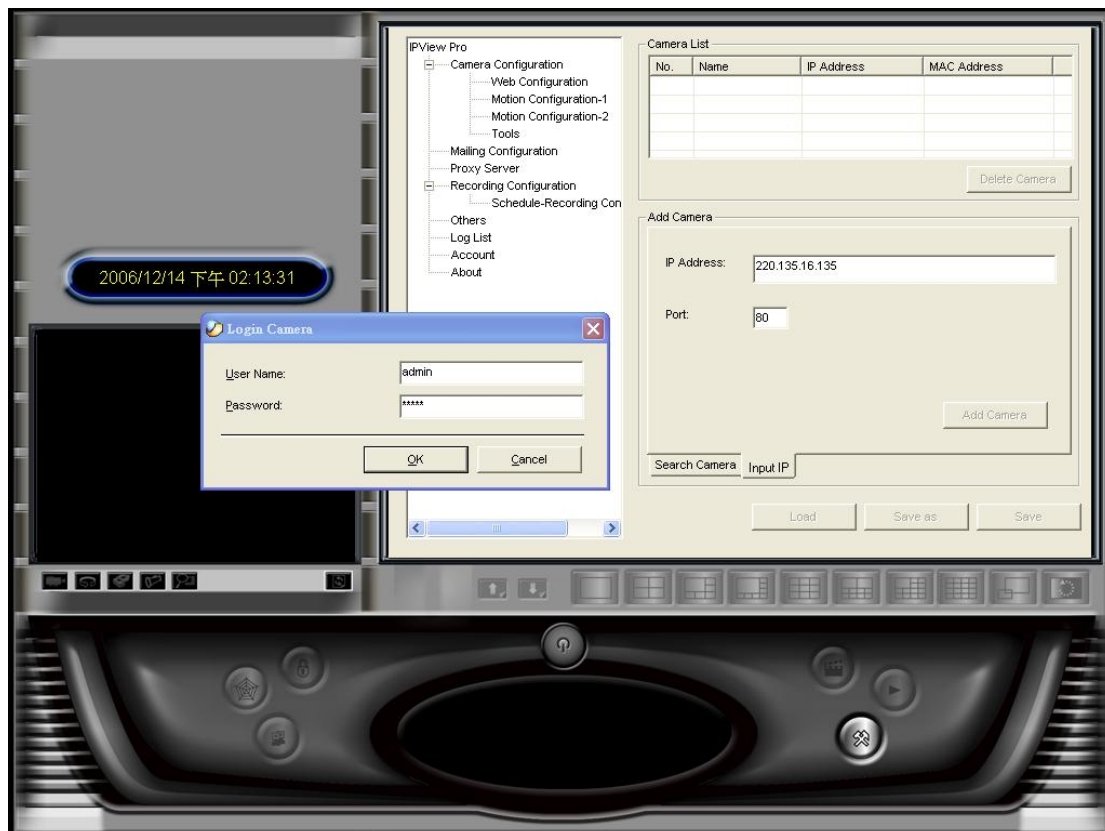 2006/12/14 下午 02:13:31
IPView Pro
Camera Configuration
Web Configuration
Motion Configuration-1
Motion Configuration-2
Tools
Mailing Configuration
Proxy Server
Recording Configuration
Schedule-Recording Con
Others
Log List
Account
About
Camera List
No. Name IP Address MAC Address
Delete Camera
Add Camera
IP Address: 220.135.16.135
Port: 80
Add Camera
Search Camera Input IP
Load Save as Save
Login Camera
User Name: admin
Password: *****
OK Cancel